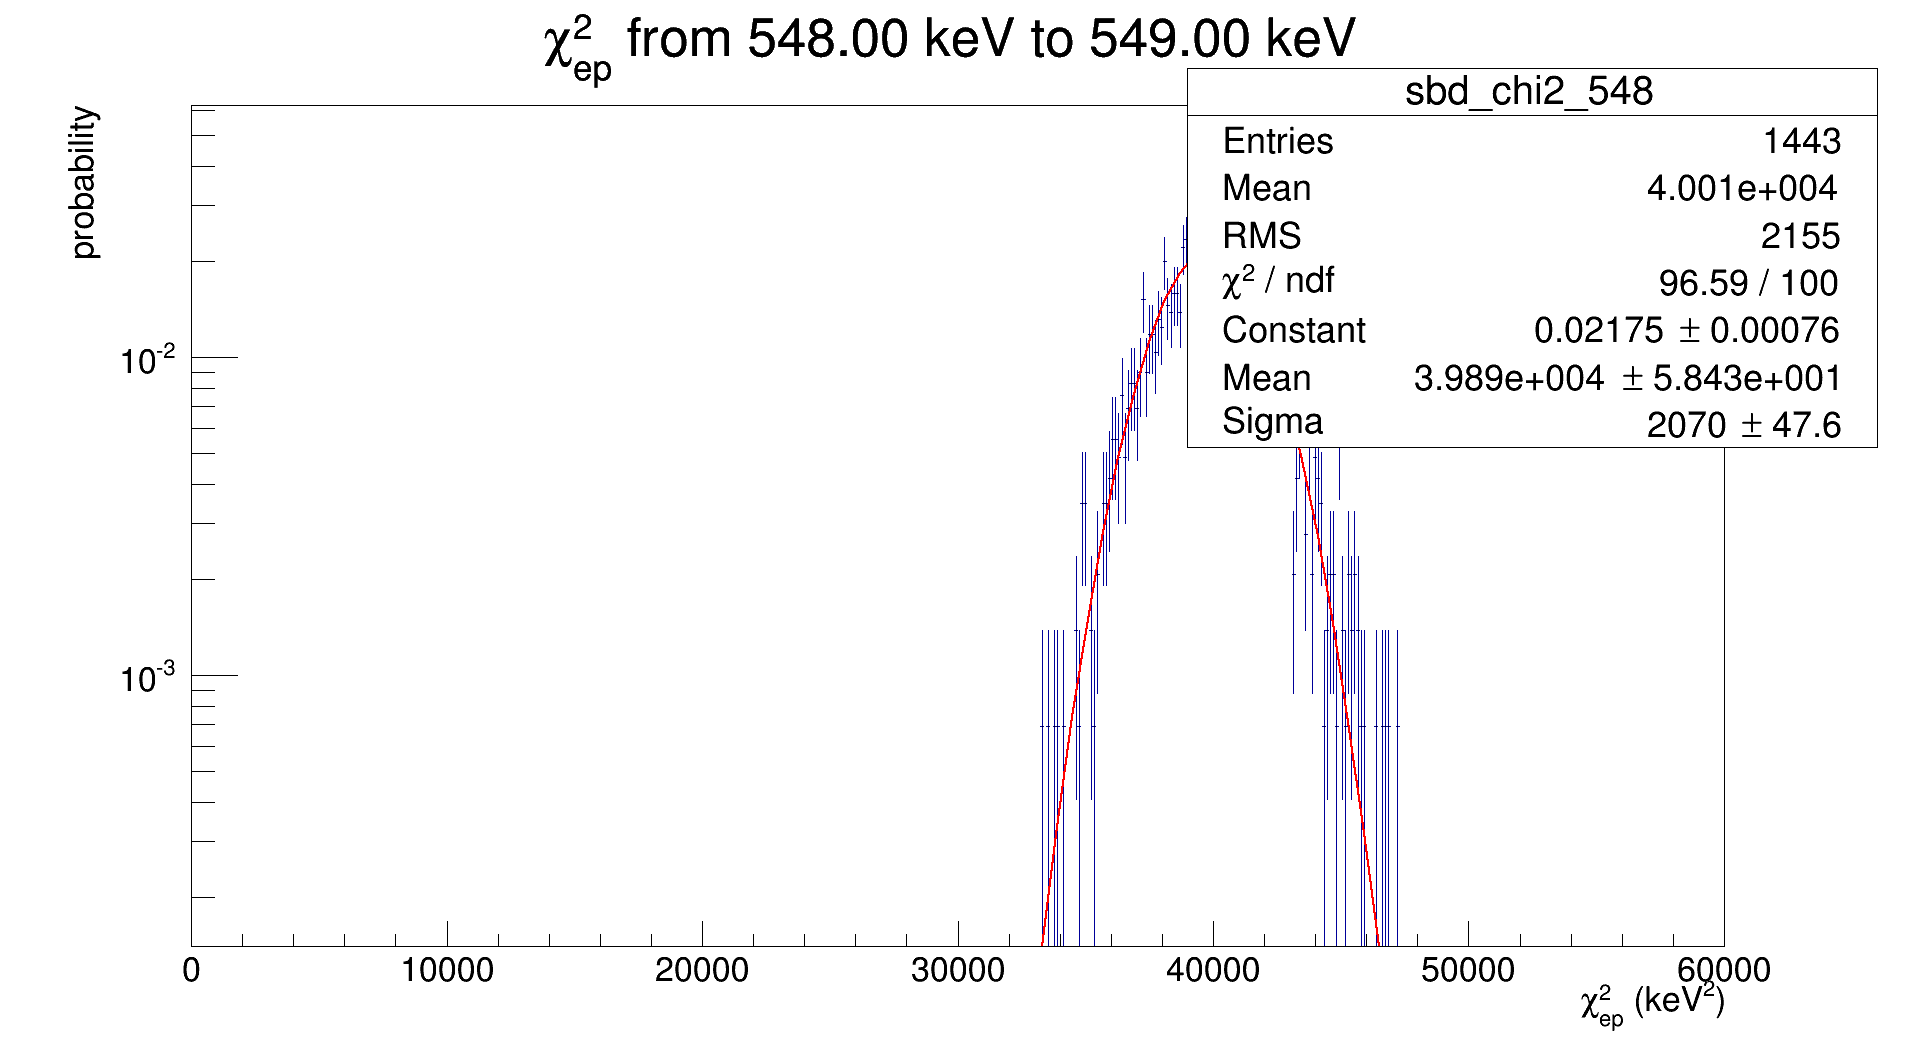 χ²ep from 548.00 keV to 549.00 keV
sbd_chi2_548
Entries 1443
Mean 4.001e+004
RMS 2155
χ² / ndf 96.59 / 100
Constant 0.02175 ± 0.00076
Mean 3.989e+004 ± 5.843e+001
Sigma 2070 ± 47.6
probability
10⁻²
10⁻³
0 10000 20000 30000 40000 50000 60000
χ²ep (keV²)